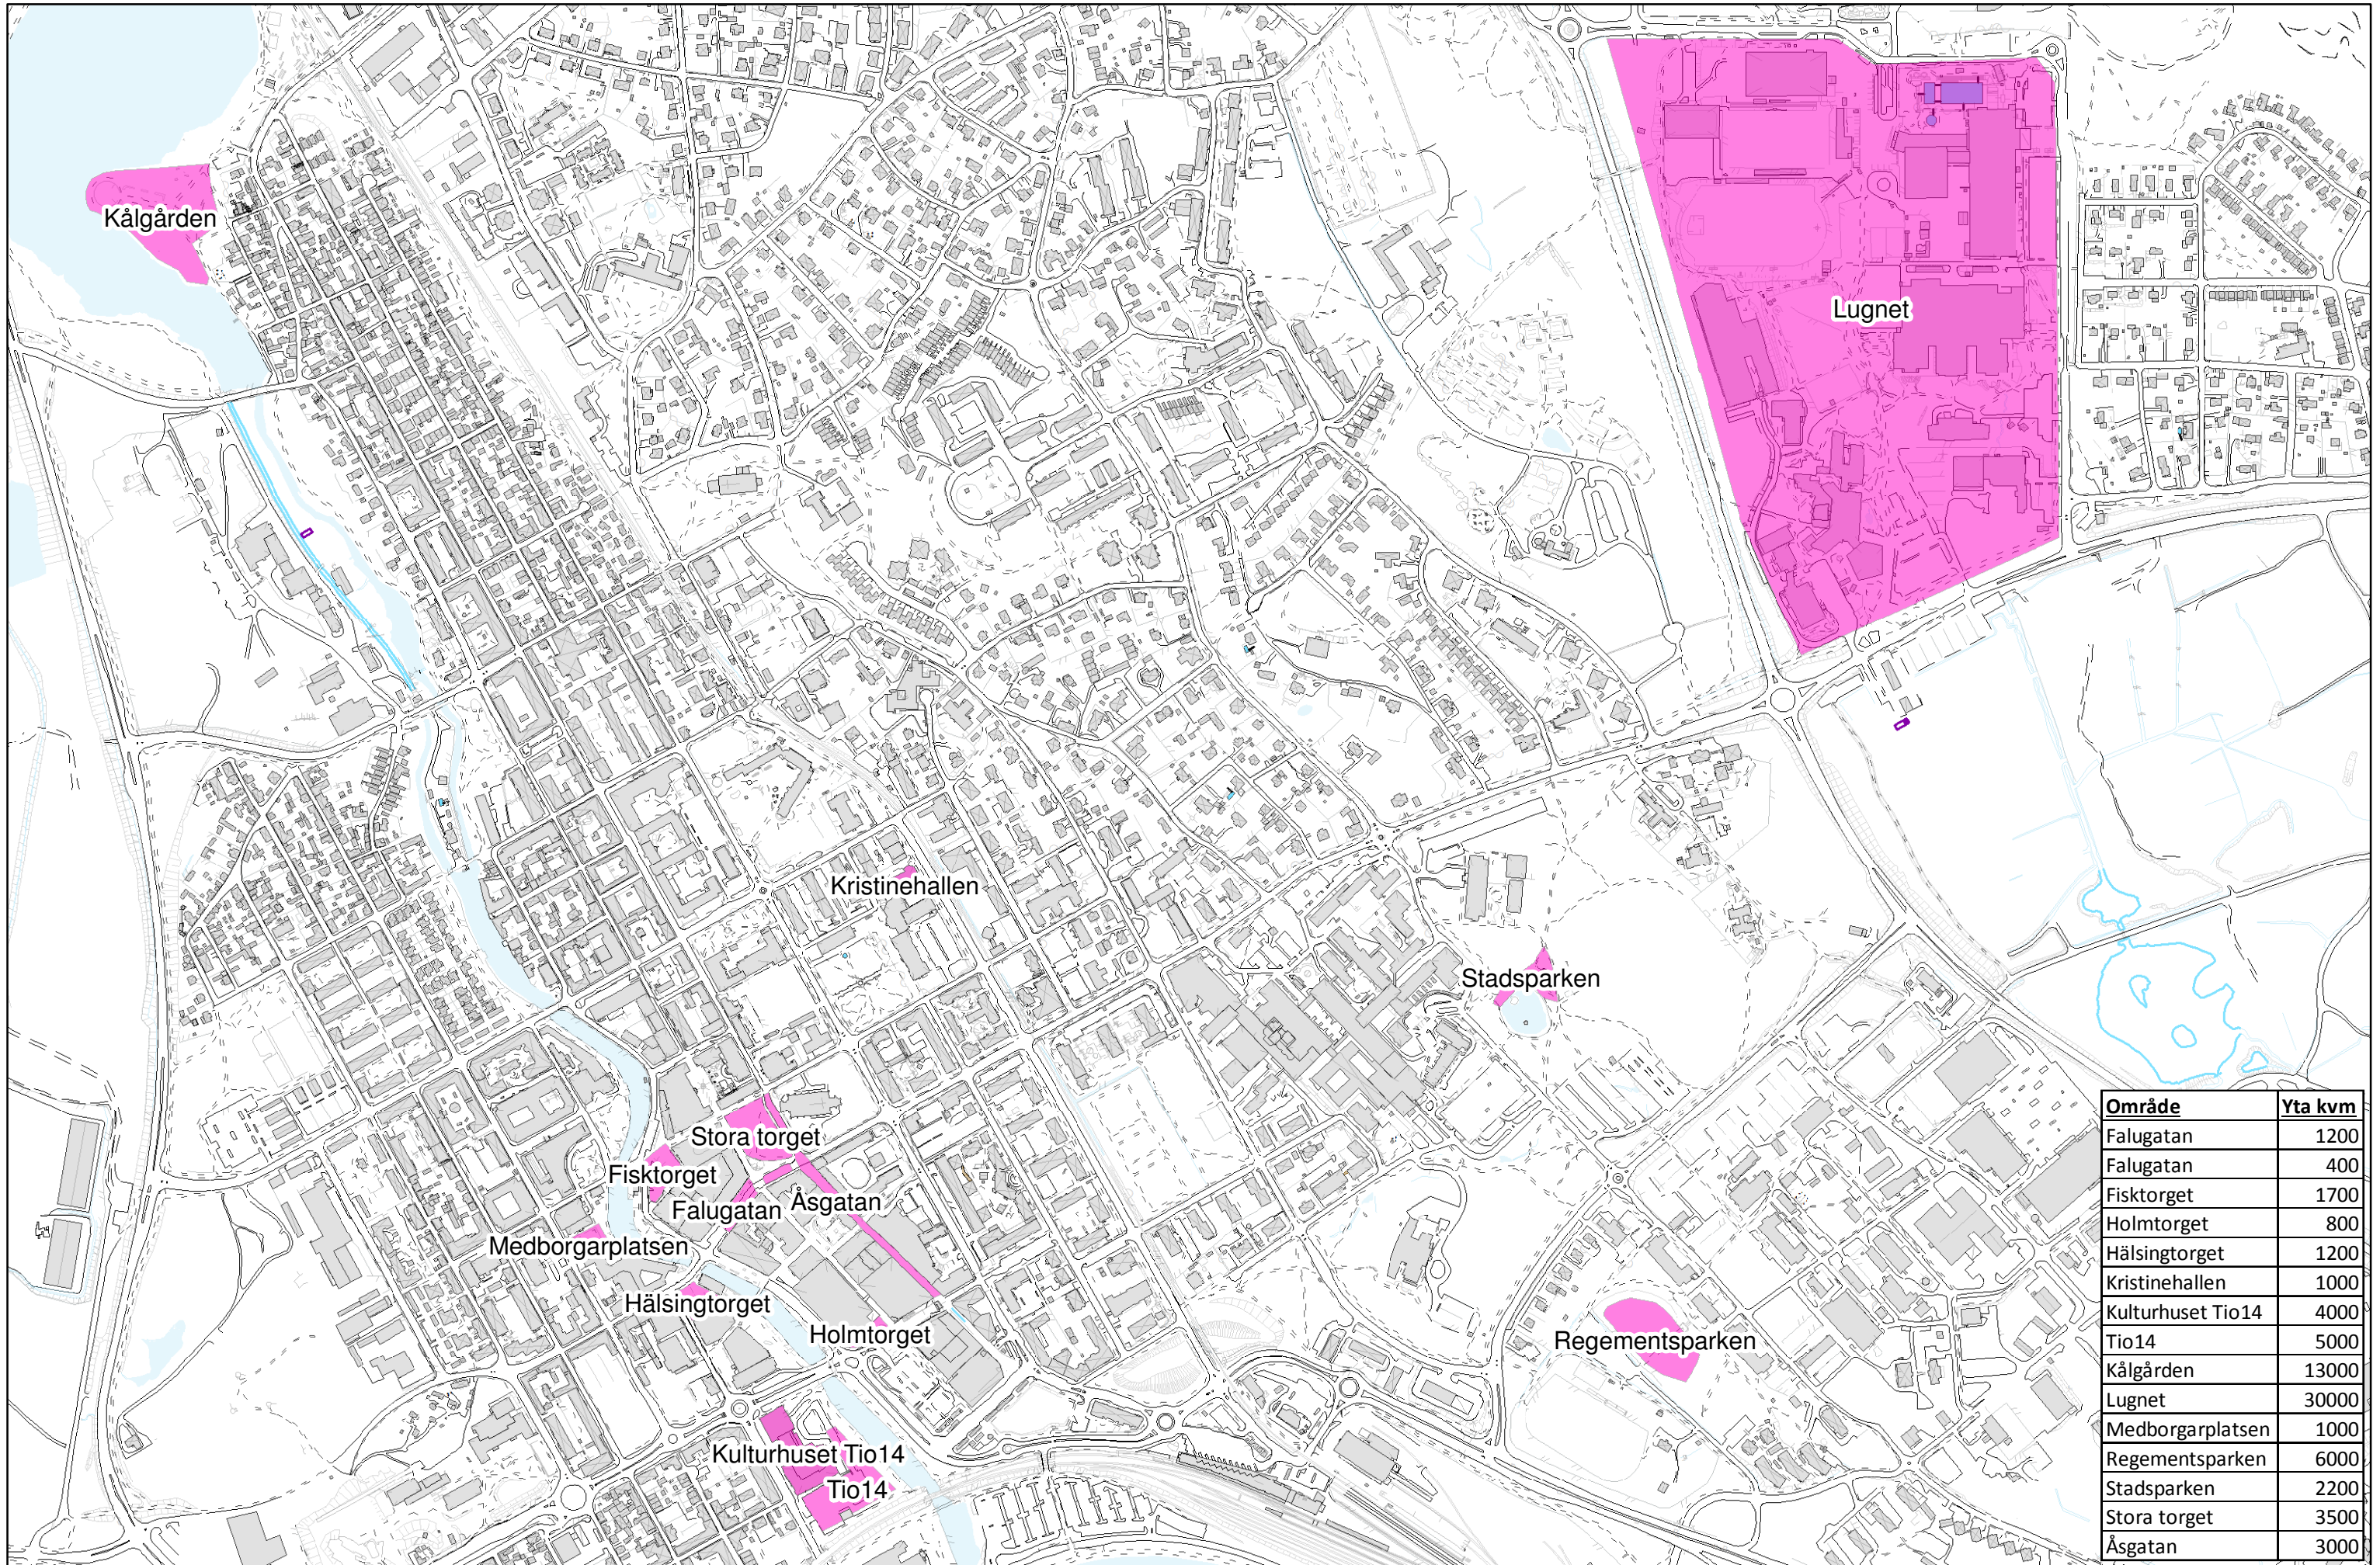 Kålgården
Lugnet
Kristinehallen
Stadsparken
Stora torget
Fisktorget
Falugatan
Åsgatan
Medborgarplatsen
Hälsingtorget
Holmtorget
Regementsparken
Kulturhuset Tio14
Tio14
Område Yta kvm
Falugatan 1200
Falugatan 400
Fisktorget 1700
Holmtorget 800
Hälsingtorget 1200
Kristinehallen 1000
Kulturhuset Tio14 4000
Tio14 5000
Kålgården 13000
Lugnet 30000
Medborgarplatsen 1000
Regementsparken 6000
Stadsparken 2200
Stora torget 3500
Åsgatan 3000